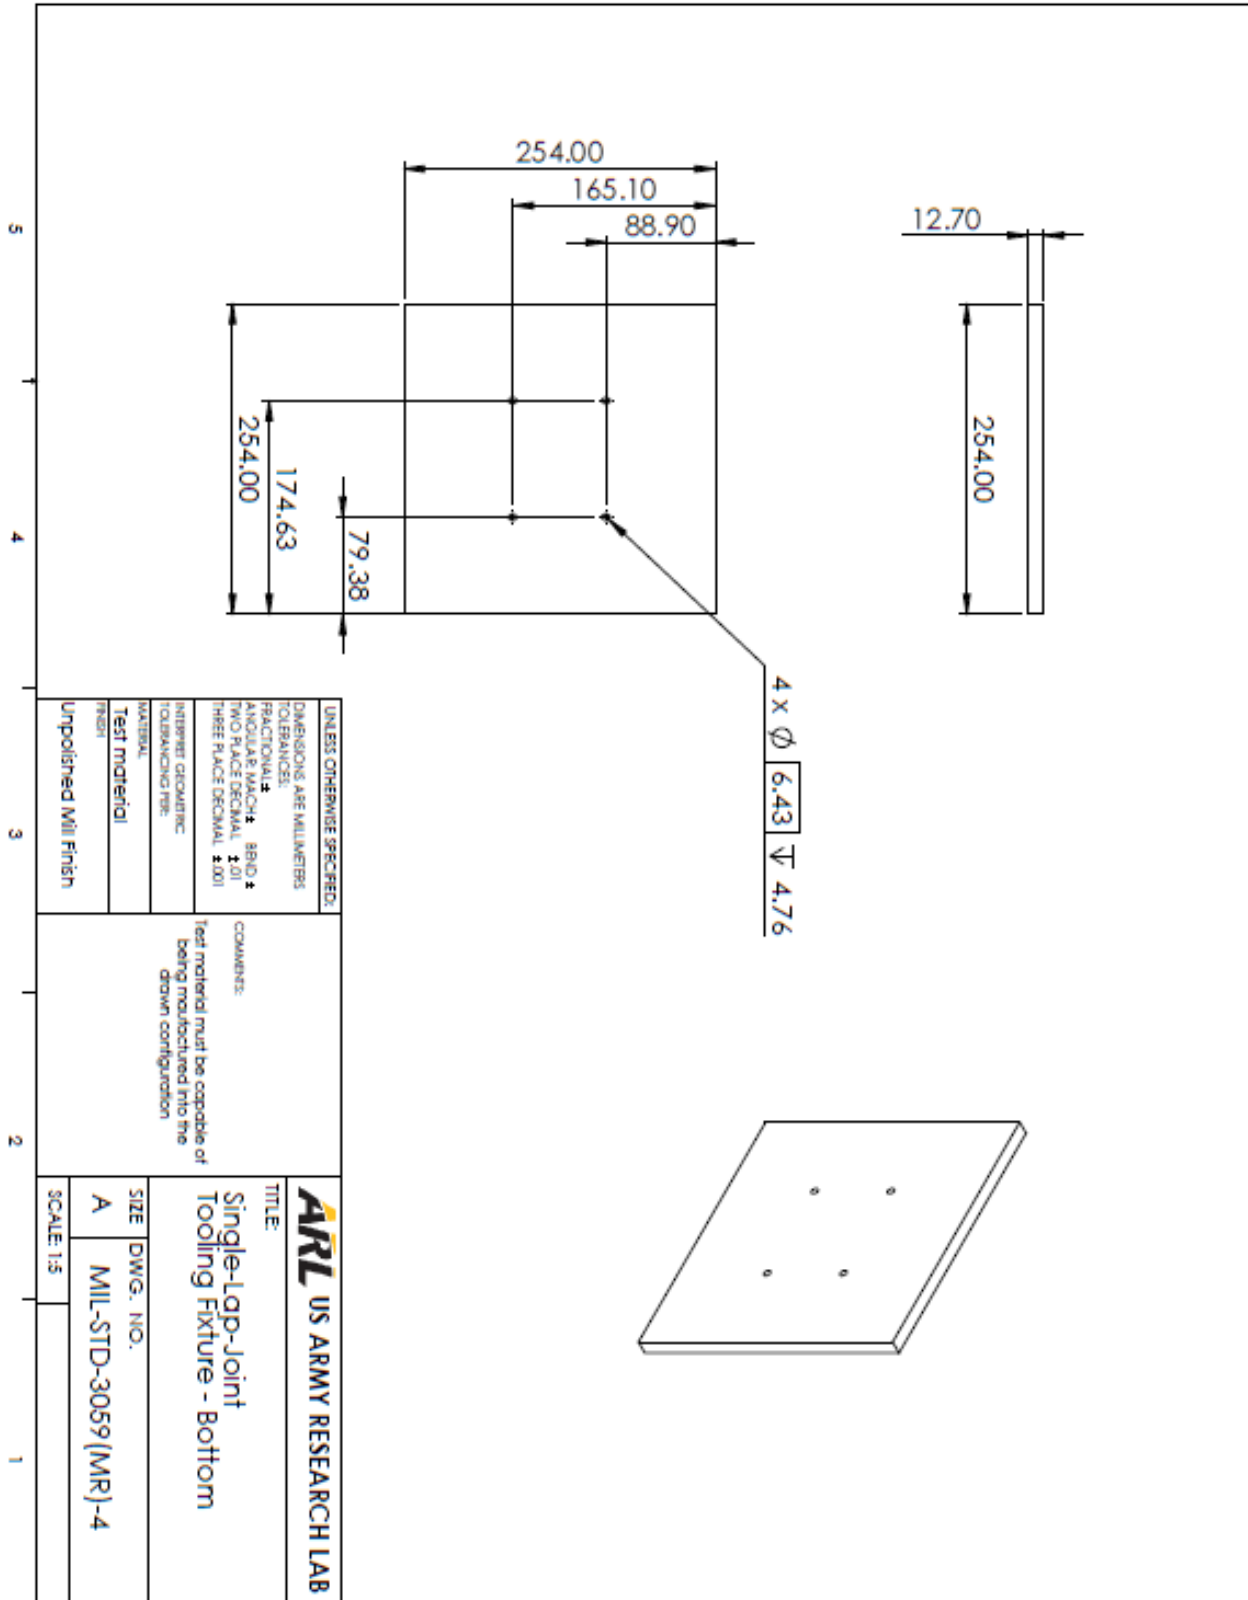 12.70
254.00
254.00
165.10
88.90
254.00
174.63
79.38
4 x Ø 6.43 ↧ 4.76
5
4
3
2
1
UNLESS OTHERWISE SPECIFIED:
DIMENSIONS ARE MILLIMETERS
TOLERANCES:
FRACTIONAL ±
ANGULAR: MACH ± BEND ±
TWO PLACE DECIMAL ±.01
THREE PLACE DECIMAL ±.001
INTERPRET GEOMETRIC
TOLERANCING PER:
MATERIAL
Test material
FINISH
Unpolished Mill Finish
COMMENTS:
Test material must be capable of
being maufactured into the
drawn configuration
ARL US ARMY RESEARCH LAB
TITLE:
Single-Lap-Joint
Tooling Fixture - Bottom
SIZE DWG. NO.
A MIL-STD-3059(MR)-4
SCALE: 1:5